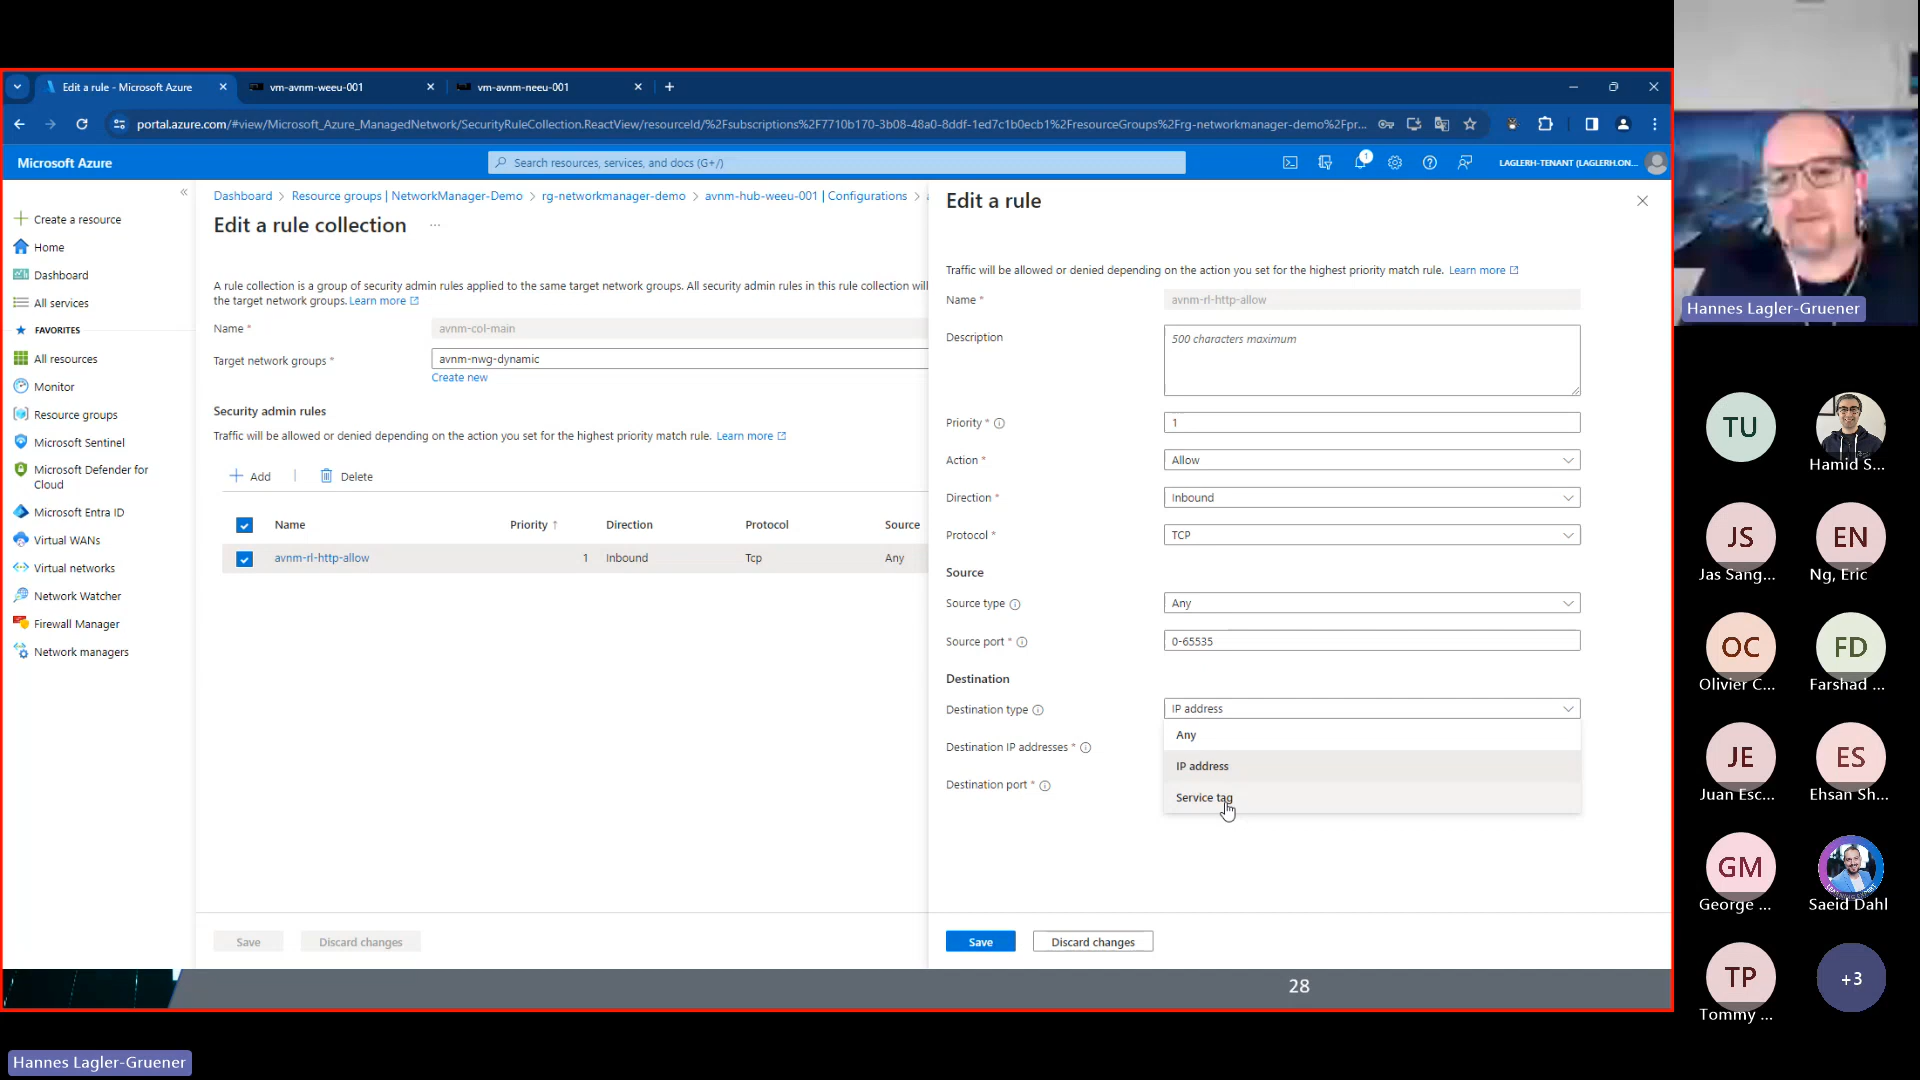 Edit a rule - Microsoft Azure
vm-avnm-weeu-001
vm-avnm-neeu-001
portal.azure.com/#view/Microsoft_Azure_ManagedNetwork/SecurityRuleCollection.ReactView/resourceId/%2Fsubscriptions%2F7710b170-3b08-48a0-8ddf-1ed7c1b0ecb1%2FresourceGroups%2Frg-networkmanager-demo%2Fpr...
Microsoft Azure
Search resources, services, and docs (G+/)
1
LAGLERH-TENANT (LAGLERH.ON...
Create a resource
Home
Dashboard
All services
FAVORITES
All resources
Monitor
Resource groups
Microsoft Sentinel
Microsoft Defender for
Cloud
Microsoft Entra ID
Virtual WANs
Virtual networks
Network Watcher
Firewall Manager
Network managers
Dashboard > Resource groups | NetworkManager-Demo > rg-networkmanager-demo > avnm-hub-weeu-001 | Configurations >
Edit a rule collection ...
A rule collection is a group of security admin rules applied to the same target network groups. All security admin rules in this rule collection will
the target network groups. Learn more
Name * avnm-col-main
Target network groups * avnm-nwg-dynamic
Create new
Security admin rules
Traffic will be allowed or denied depending on the action you set for the highest priority match rule. Learn more
Add | Delete
Name Priority ↑ Direction Protocol Source
avnm-rl-http-allow 1 Inbound Tcp Any
Save Discard changes
Edit a rule
Traffic will be allowed or denied depending on the action you set for the highest priority match rule. Learn more
Name * avnm-rl-http-allow
Description 500 characters maximum
Priority * 1
Action * Allow
Direction * Inbound
Protocol * TCP
Source
Source type Any
Source port * 0-65535
Destination
Destination type IP address
Any
Destination IP addresses *
IP address
Destination port *
Service tag
Save Discard changes
28
Hannes Lagler-Gruener
TU
Hamid S...
JS EN
Jas Sang... Ng, Eric
OC FD
Olivier C... Farshad ...
JE ES
Juan Esc... Ehsan Sh...
GM
George ... Saeid Dahl
TP +3
Tommy ...
Hannes Lagler-Gruener